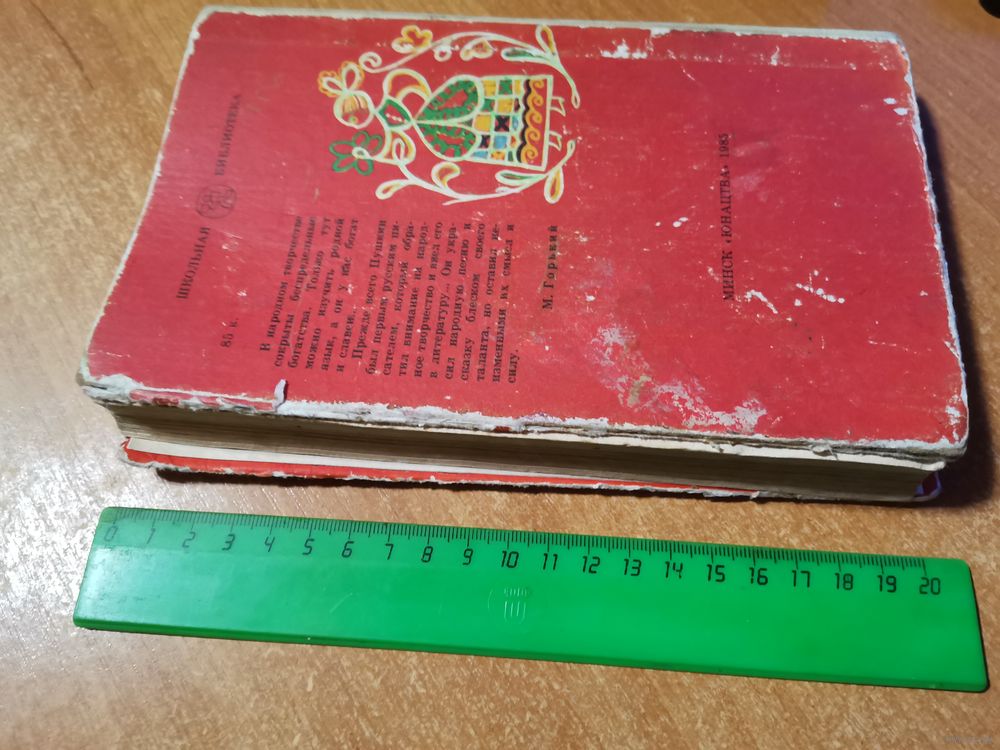 ШКОЛЬНАЯ БИБЛИОТЕКА
85 к.
В народном творчестве
сокрыты беспредельные
богатства. Только тут
можно изучить родной
язык, а он у нас богат
и славен.
Прежде всего Пушкин
был первым русским пи-
сателем, который обра-
тил внимание на народ-
ное творчество и ввел его
в литературу... Он укра-
сил народную песню и
сказку блеском своего
таланта, но оставил не-
изменными их смысл и
силу.
М. Горький
МИНСК «ЮНАЦТВА» 1985
0 1 2 3 4 5 6 7 8 9 10 11 12 13 14 15 16 17 18 19 20